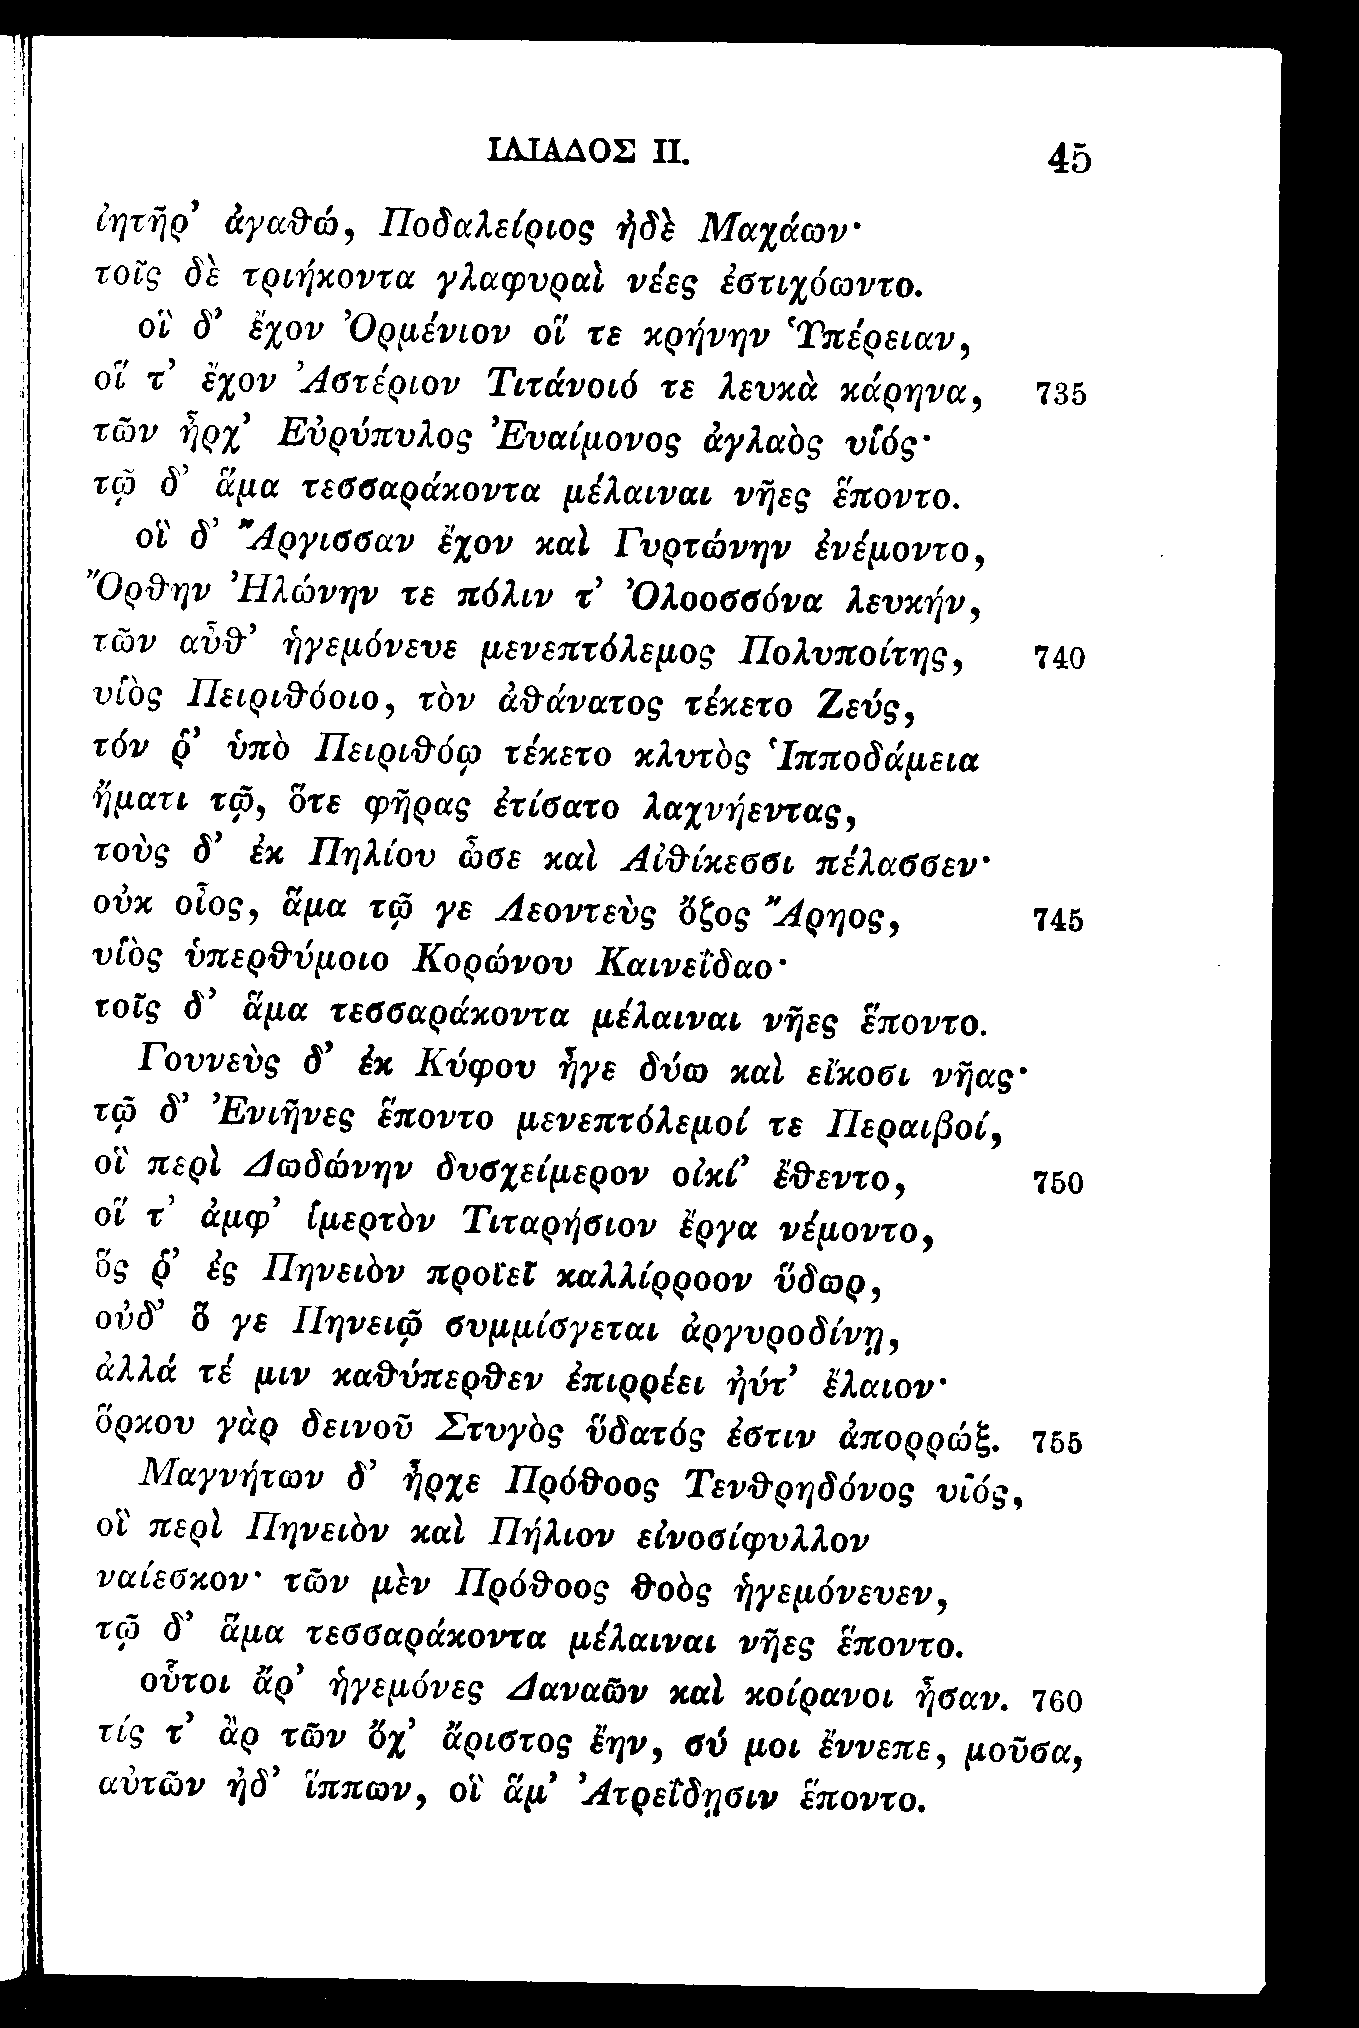 ΙΛΙΑΔΟΣ II. 45
ἰητῆρ’ ἀγαθώ, Ποδαλείριος ἠδὲ Μαχάων·
τοῖς δὲ τριήκοντα γλαφυραὶ νέες ἐστιχόωντο.
οἳ δ’ ἔχον Ὀρμένιον οἵ τε κρήνην Ὑπέρειαν,
οἵ τ’ ἔχον Ἀστέριον Τιτάνοιό τε λευκὰ κάρηνα, 735
τῶν ἦρχ’ Εὐρύπυλος Ἐυαίμονος ἀγλαὸς υἱός·
τῷ δ’ ἅμα τεσσαράκοντα μέλαιναι νῆες ἕποντο.
οἳ δ’ Ἄργισσαν ἔχον καὶ Γυρτώνην ἐνέμοντο,
Ὄρθην Ἠλώνην τε πόλιν τ’ Ὀλοοσσόνα λευκήν,
τῶν αὖθ’ ἡγεμόνευε μενεπτόλεμος Πολυποίτης, 740
υἱὸς Πειριθόοιο, τὸν ἀθάνατος τέκετο Ζεύς,
τόν ῥ’ ὑπὸ Πειριθόῳ τέκετο κλυτὸς Ἱπποδάμεια
ἤματι τῷ, ὅτε φῆρας ἐτίσατο λαχνήεντας,
τοὺς δ’ ἐκ Πηλίου ὦσε καὶ Αἰθίκεσσι πέλασσεν·
οὐκ οἶος, ἅμα τῷ γε Λεοντεὺς ὄζος Ἄρηος, 745
υἱὸς ὑπερθύμοιο Κορώνου Καινεΐδαο·
τοῖς δ’ ἅμα τεσσαράκοντα μέλαιναι νῆες ἕποντο.
Γουνεὺς δ’ ἐκ Κύφου ἦγε δύω καὶ εἴκοσι νῆας·
τῷ δ’ Ἐνιῆνες ἕποντο μενεπτόλεμοί τε Περαιβοί,
οἳ περὶ Δωδώνην δυσχείμερον οἰκί’ ἔθεντο, 750
οἵ τ’ ἀμφ’ ἱμερτὸν Τιταρήσιον ἔργα νέμοντο,
ὅς ῥ’ ἐς Πηνειὸν προϊεῖ καλλίρροον ὕδωρ,
οὐδ’ ὅ γε Πηνειῷ συμμίσγεται ἀργυροδίνῃ,
ἀλλά τέ μιν καθύπερθεν ἐπιρρέει ἠύτ’ ἔλαιον·
ὅρκου γὰρ δεινοῦ Στυγὸς ὕδατός ἐστιν ἀπορρώξ. 755
Μαγνήτων δ’ ἦρχε Πρόθοος Τενθρηδόνος υἱός,
οἳ περὶ Πηνειὸν καὶ Πήλιον εἰνοσίφυλλον
ναίεσκον· τῶν μὲν Πρόθοος θοὸς ἡγεμόνευεν,
τῷ δ’ ἅμα τεσσαράκοντα μέλαιναι νῆες ἕποντο.
οὗτοι ἄρ’ ἡγεμόνες Δαναῶν καὶ κοίρανοι ἦσαν. 760
τίς τ’ ἂρ τῶν ὄχ’ ἄριστος ἔην, σύ μοι ἔννεπε, μοῦσα,
αὐτῶν ἠδ’ ἵππων, οἳ ἅμ’ Ἀτρεΐδῃσιν ἕποντο.